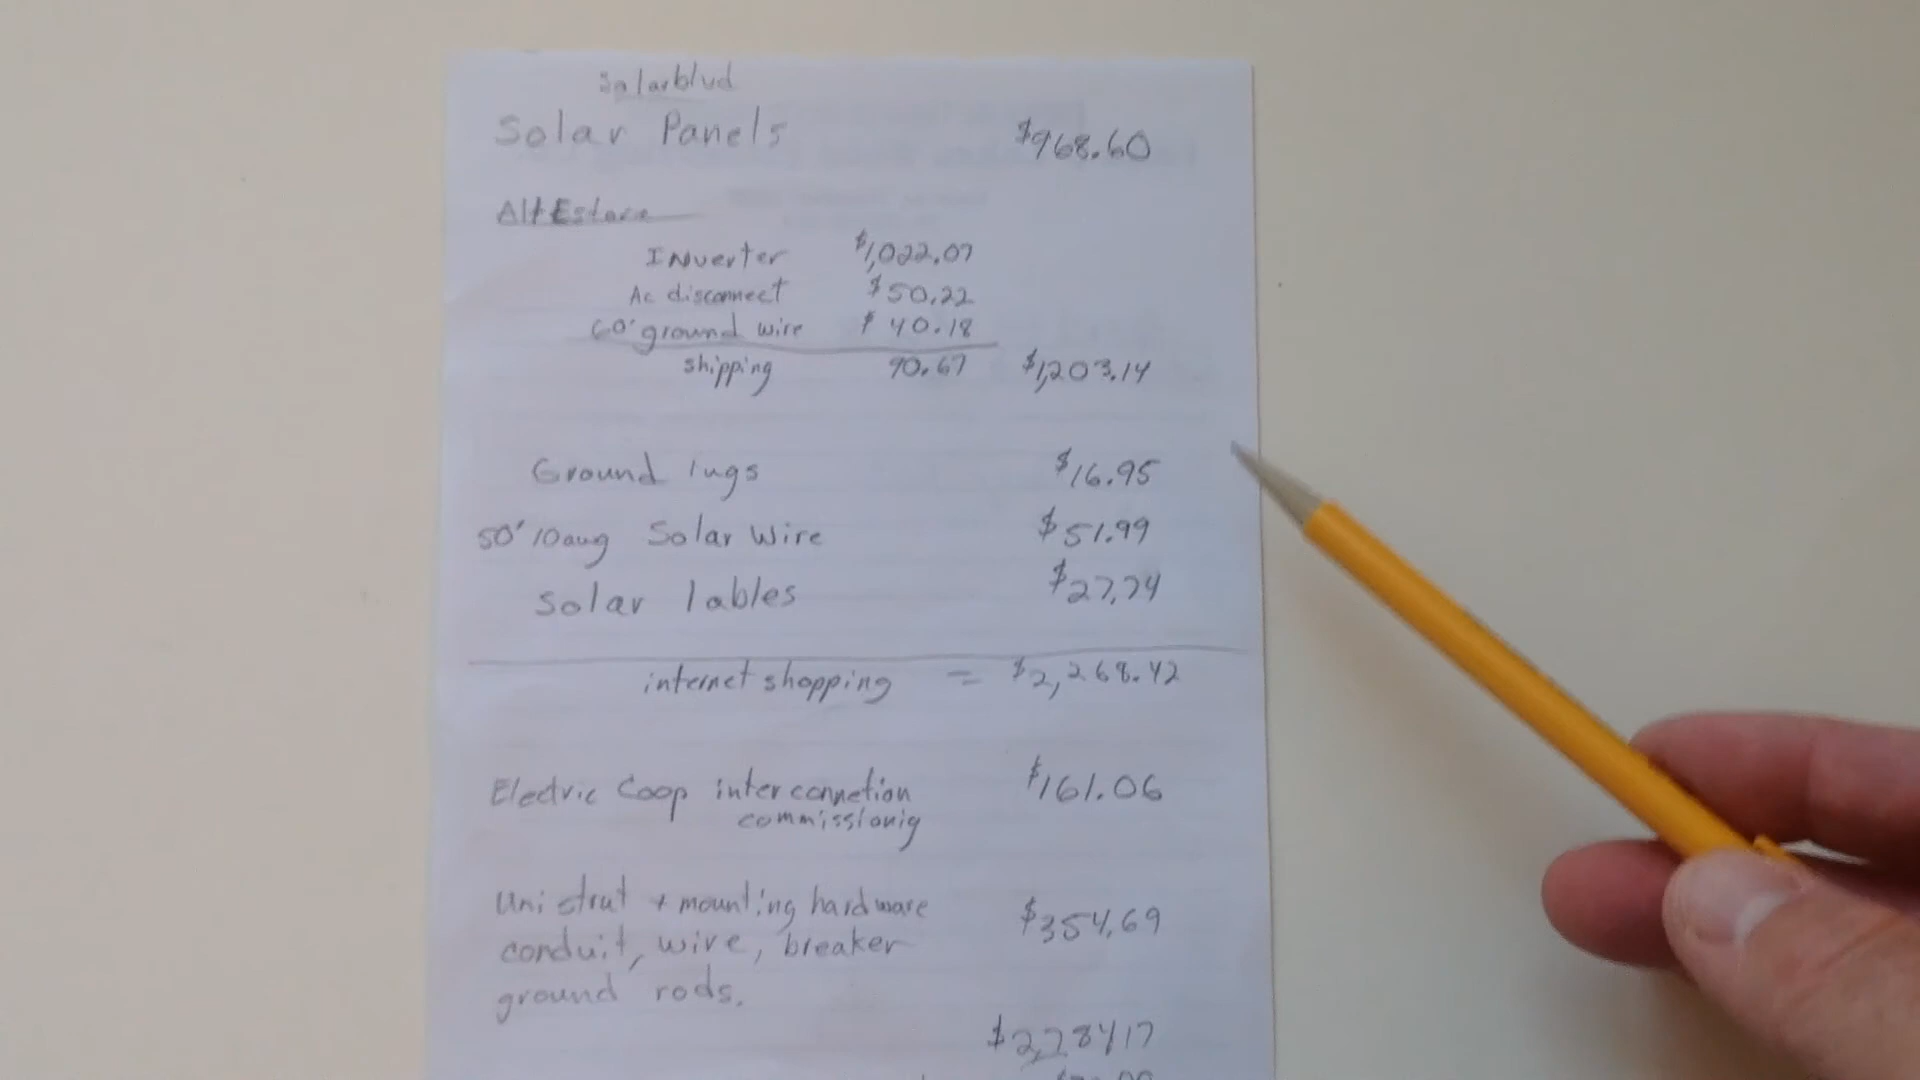 Solarblvd
Solar Panels $968.60
AltEstore
Inverter $1,022.07
Ac disconnect $50.22
60' ground wire $40.18
shipping 90.67 $1,203.14
Ground lugs $16.95
50' 10awg Solar Wire $51.99
Solar lables $27.74
internet shopping = $2,268.42
Electric Coop interconnetion $161.06
commissionig
Uni strut + mounting hardware $354.69
conduit, wire, breaker
ground rods.
$2,784.17